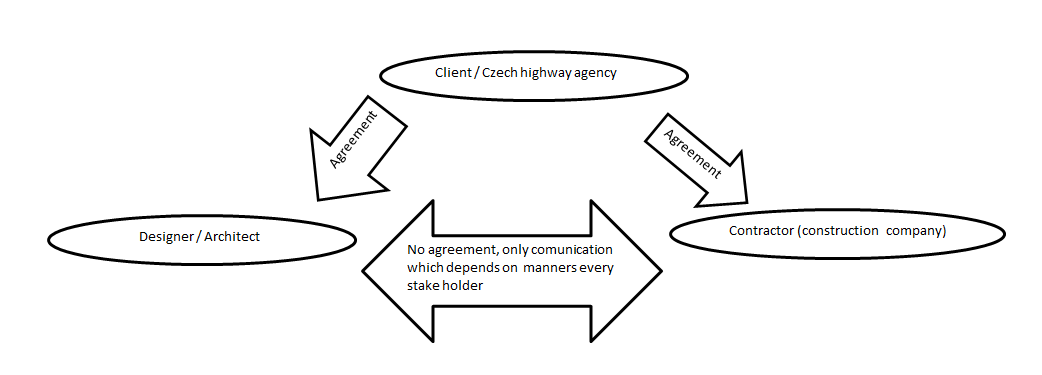 Client / Czech highway agency
Agreement
Agreement
Designer / Architect
Contractor (construction company)
No agreement, only comunication
which depends on manners every
stake holder